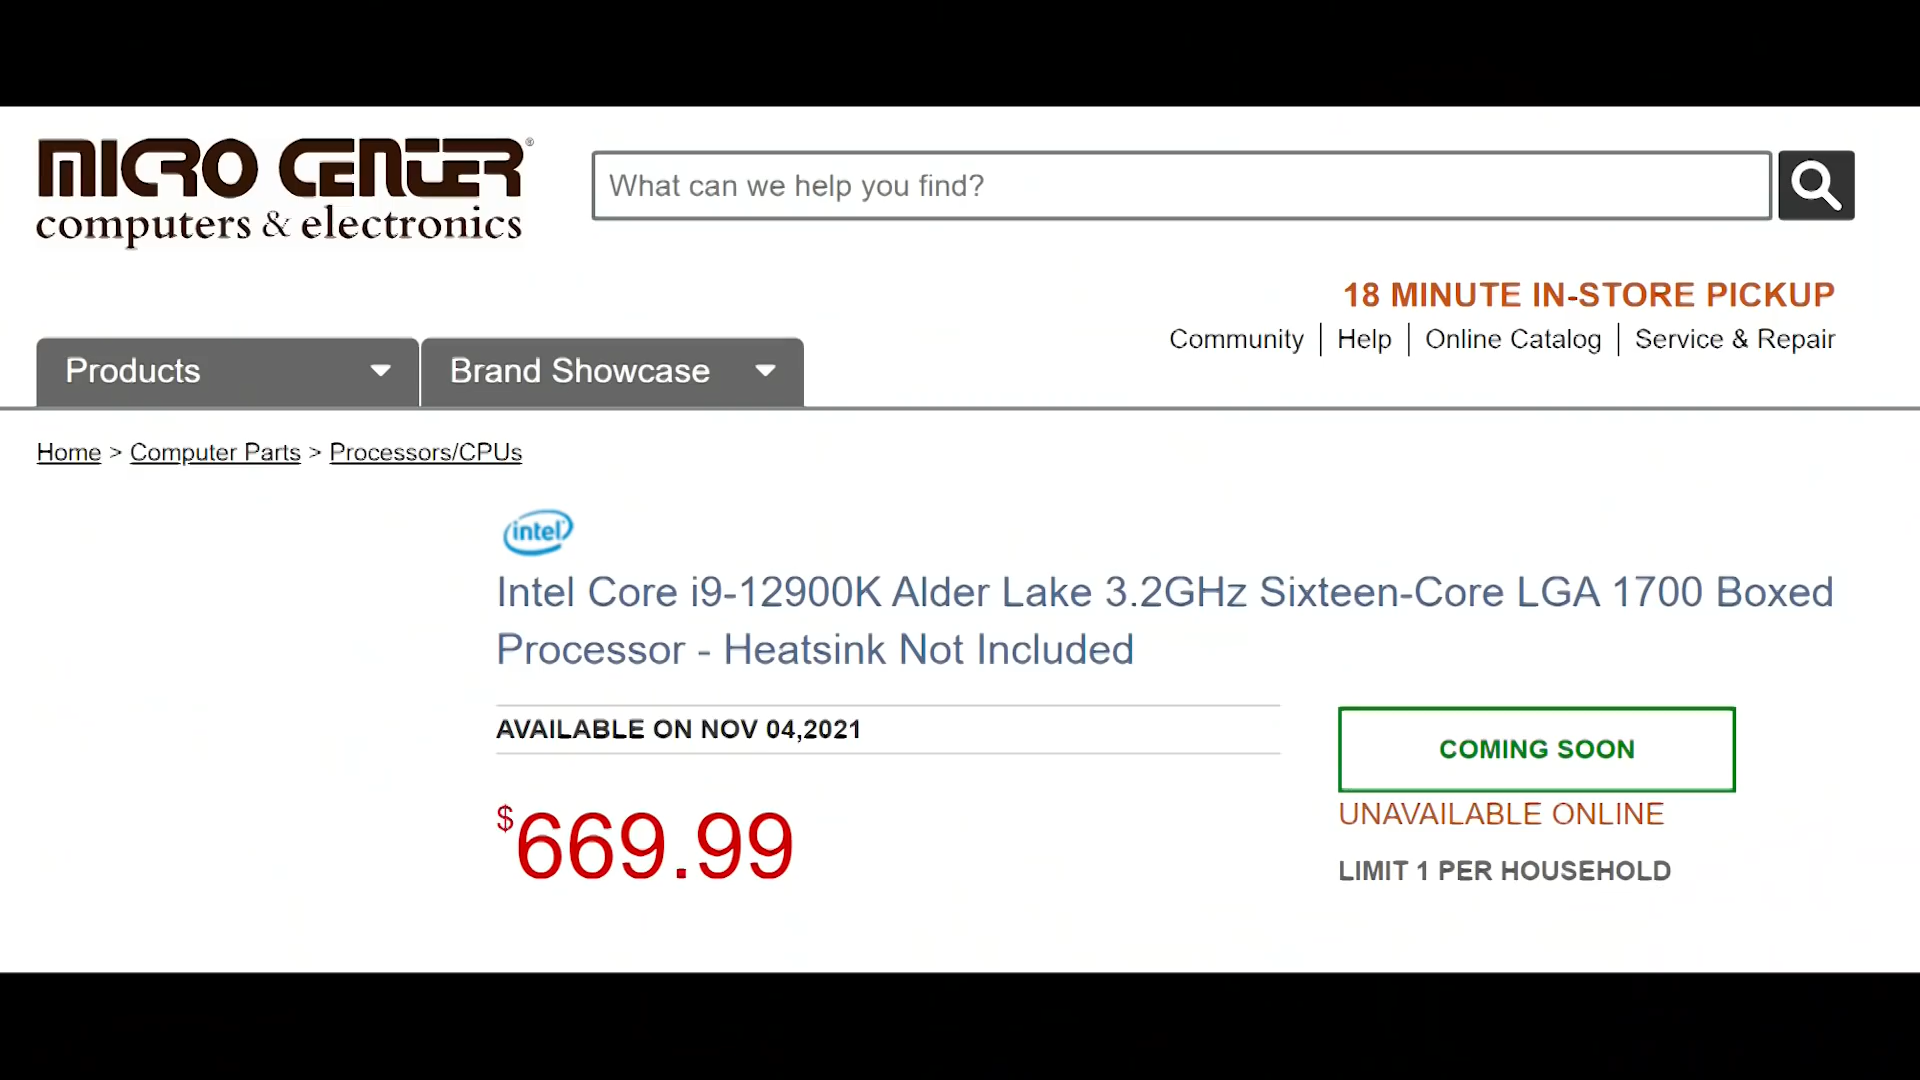 MICRO CENTER®
computers & electronics
What can we help you find?
18 MINUTE IN-STORE PICKUP
Community | Help | Online Catalog | Service & Repair
Products
Brand Showcase
Home > Computer Parts > Processors/CPUs
intel
Intel Core i9-12900K Alder Lake 3.2GHz Sixteen-Core LGA 1700 Boxed
Processor - Heatsink Not Included
AVAILABLE ON NOV 04,2021
COMING SOON
$669.99
UNAVAILABLE ONLINE
LIMIT 1 PER HOUSEHOLD